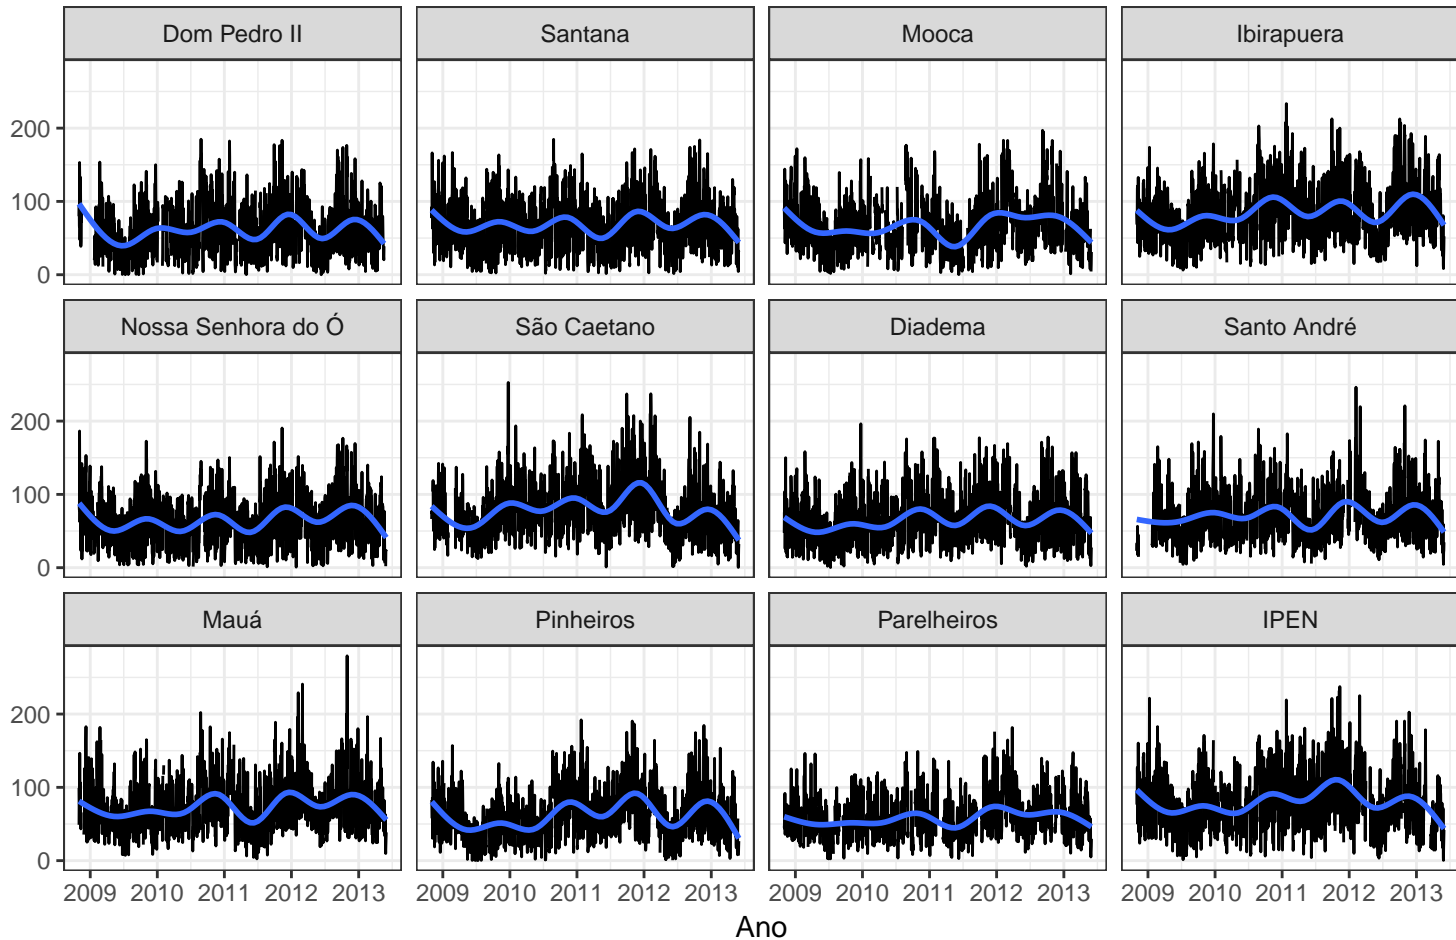 Dom Pedro II Santana Mooca Ibirapuera
200
100
0
Nossa Senhora do Ó São Caetano Diadema Santo André
200
100
0
Mauá Pinheiros Parelheiros IPEN
200
100
0
2009 2010 2011 2012 2013 2009 2010 2011 2012 2013 2009 2010 2011 2012 2013 2009 2010 2011 2012 2013
Ano